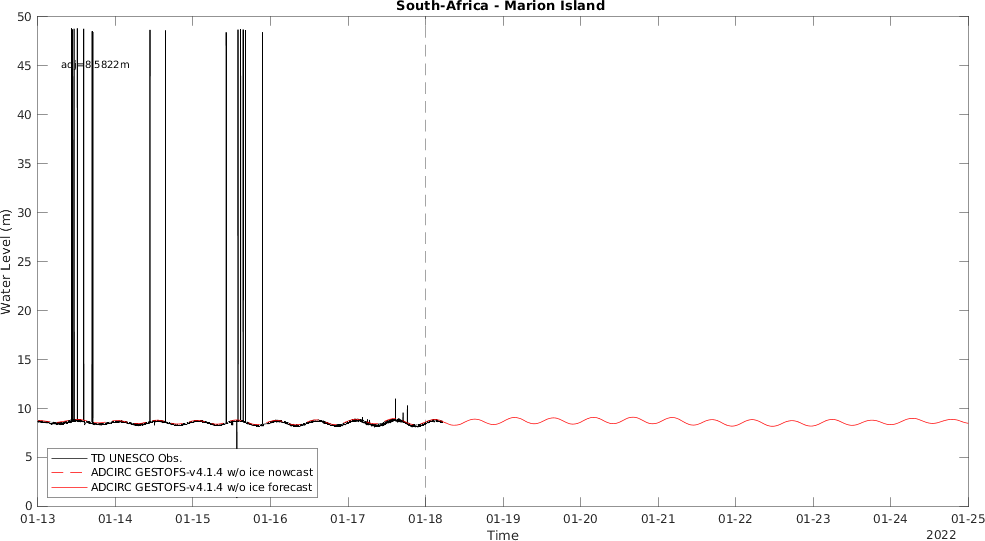 South-Africa - Marion Island
50
45
40
35
30
25
20
15
10
5
0
Water Level (m)
adj=8.5822m
TD UNESCO Obs.
ADCIRC GESTOFS-v4.1.4 w/o ice nowcast
ADCIRC GESTOFS-v4.1.4 w/o ice forecast
01-13 01-14 01-15 01-16 01-17 01-18 01-19 01-20 01-21 01-22 01-23 01-24 01-25
Time
2022